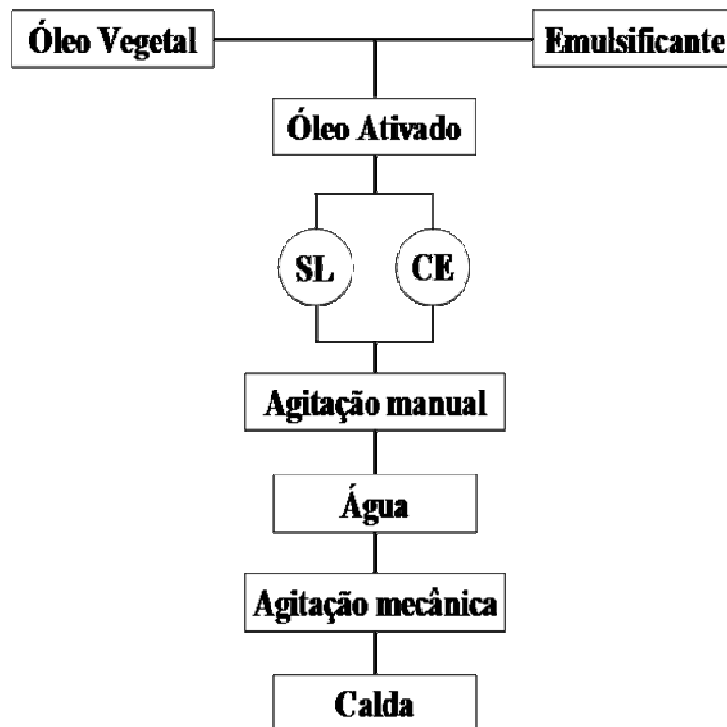 Óleo Vegetal
Emulsificante
Óleo Ativado
SL
CE
Agitação manual
Água
Agitação mecânica
Calda